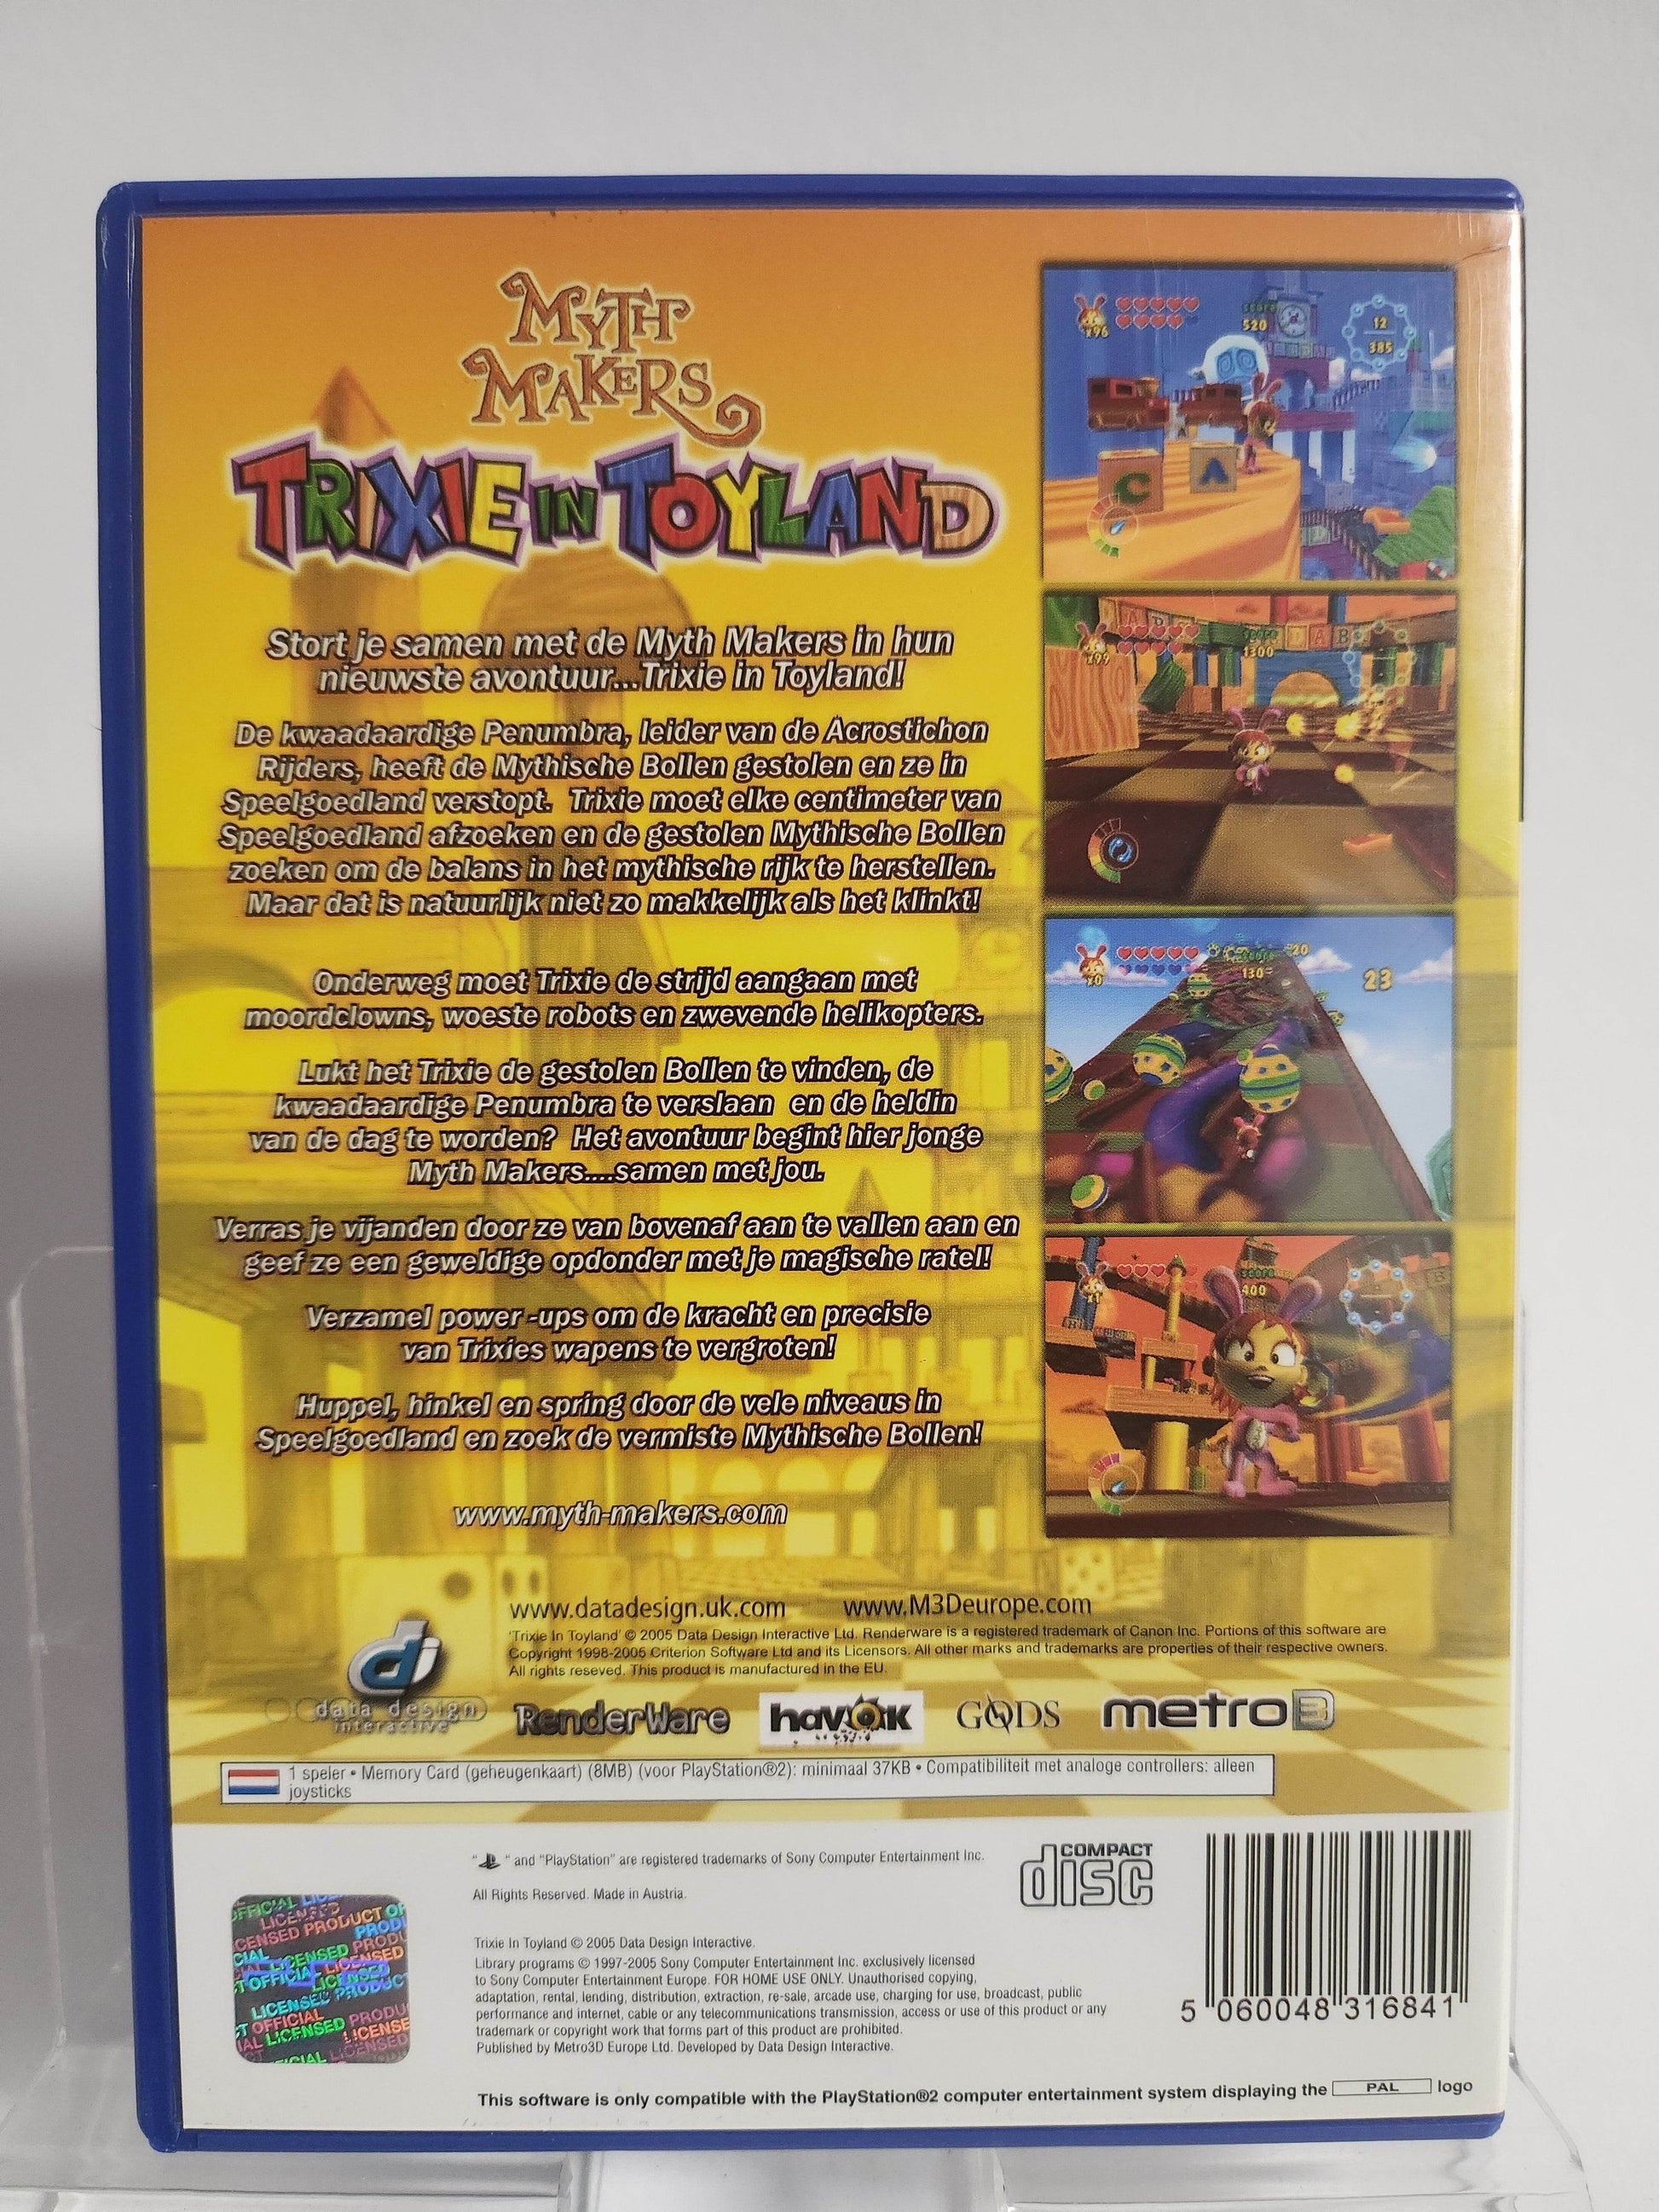 MYTH
MAKERS
TRIXIE IN TOYLAND
Stort je samen met de Myth Makers in hun
nieuwste avontuur...Trixie in Toyland!
De kwaadaardige Penumbra, leider van de Acrostichon
Rijders, heeft de Mythische Bollen gestolen en ze in
Speelgoedland verstopt. Trixie moet elke centimeter van
Speelgoedland afzoeken en de gestolen Mythische Bollen
zoeken om de balans in het mythische rijk te herstellen.
Maar dat is natuurlijk niet zo makkelijk als het klinkt!
Onderweg moet Trixie de strijd aangaan met
moordclowns, woeste robots en zwevende helikopters.
Lukt het Trixie de gestolen Bollen te vinden, de
kwaadaardige Penumbra te verslaan en de heldin
van de dag te worden? Het avontuur begint hier jonge
Myth Makers....samen met jou.
Verras je vijanden door ze van bovenaf aan te vallen aan en
geef ze een geweldige opdonder met je magische ratel!
Verzamel power -ups om de kracht en precisie
van Trixies wapens te vergroten!
Huppel, hinkel en spring door de vele niveaus in
Speelgoedland en zoek de vermiste Mythische Bollen!
www.myth-makers.com
x96
score
520
12
385
C A
x99
1300
x0
score
130
20
23
x1
score
400
www.datadesign.uk.com www.M3Deurope.com
'Trixie In Toyland' © 2005 Data Design Interactive Ltd. Renderware is a registered trademark of Canon Inc. Portions of this software are
Copyright 1998-2005 Criterion Software Ltd and its Licensors. All other marks and trademarks are properties of their respective owners.
All rights reseved. This product is manufactured in the EU.
di
data design
interactive
RenderWare havok GODS metro3
1 speler • Memory Card (geheugenkaart) (8MB) (voor PlayStation®2): minimaal 37KB • Compatibiliteit met analoge controllers: alleen
joysticks
" " and "PlayStation" are registered trademarks of Sony Computer Entertainment Inc.
All Rights Reserved. Made in Austria.
COMPACT
disc
Trixie In Toyland © 2005 Data Design Interactive.
Library programs © 1997-2005 Sony Computer Entertainment Inc. exclusively licensed
to Sony Computer Entertainment Europe. FOR HOME USE ONLY. Unauthorised copying,
adaptation, rental, lending, distribution, extraction, re-sale, arcade use, charging for use, broadcast, public
performance and internet, cable or any telecommunications transmission, access or use of this product or any
trademark or copyright work that forms part of this product are prohibited.
Published by Metro3D Europe Ltd. Developed by Data Design Interactive.
5 060048 316841
This software is only compatible with the PlayStation®2 computer entertainment system displaying the PAL logo
OFFICIAL
LICENSED PRODUCT